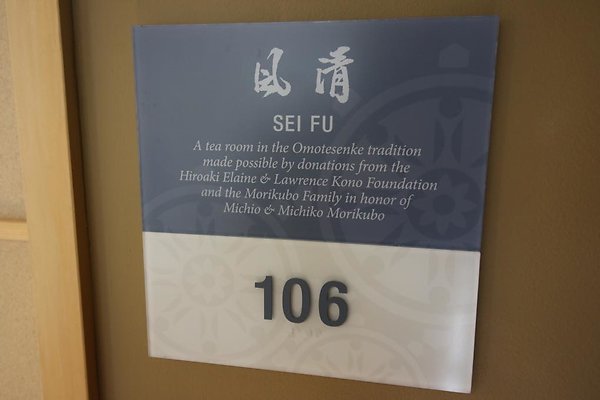 風清
SEI FU
A tea room in the Omotesenke tradition
made possible by donations from the
Hiroaki Elaine & Lawrence Kono Foundation
and the Morikubo Family in honor of
Michio & Michiko Morikubo
106